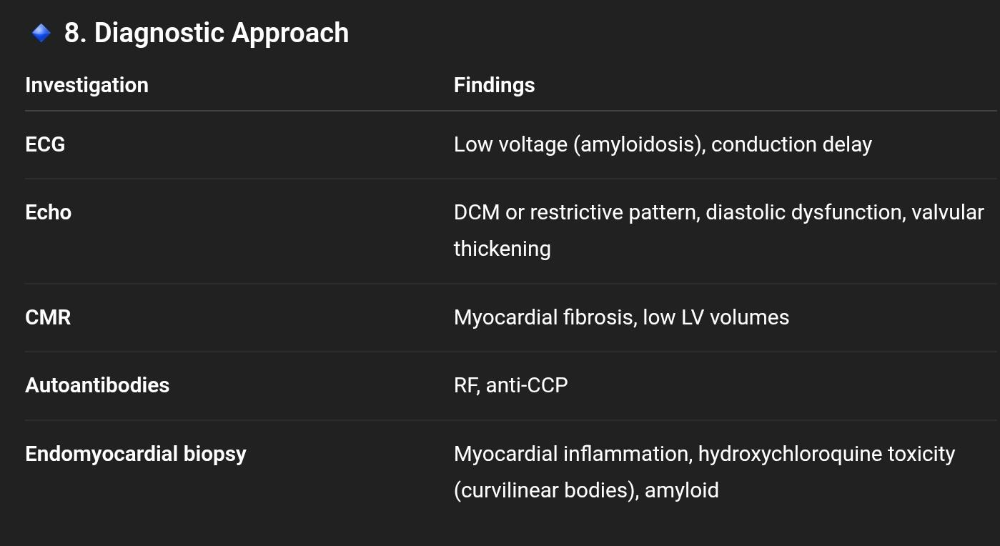 🔹 8. Diagnostic Approach
Investigation Findings
ECG Low voltage (amyloidosis), conduction delay
Echo DCM or restrictive pattern, diastolic dysfunction, valvular
thickening
CMR Myocardial fibrosis, low LV volumes
Autoantibodies RF, anti-CCP
Endomyocardial biopsy Myocardial inflammation, hydroxychloroquine toxicity
(curvilinear bodies), amyloid